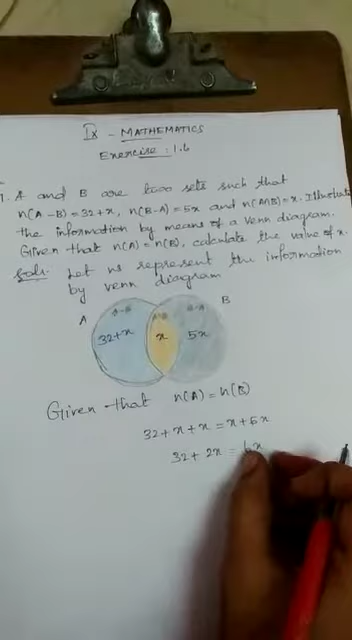 IX - MATHEMATICS
Exercise : 1.6
1. A and B are two sets such that
n(A-B) = 32+x, n(B-A) = 5x and n(A∩B) = x. Illustrate
the information by means of a venn diagram.
Given that n(A) = n(B), calculate the value of x.
Soln: Let us represent the information
by venn diagram
A B
A-B A∩B B-A
32+x x 5x
Given that n(A) = n(B)
32 + x + x = x + 5x
32 + 2x = 6x